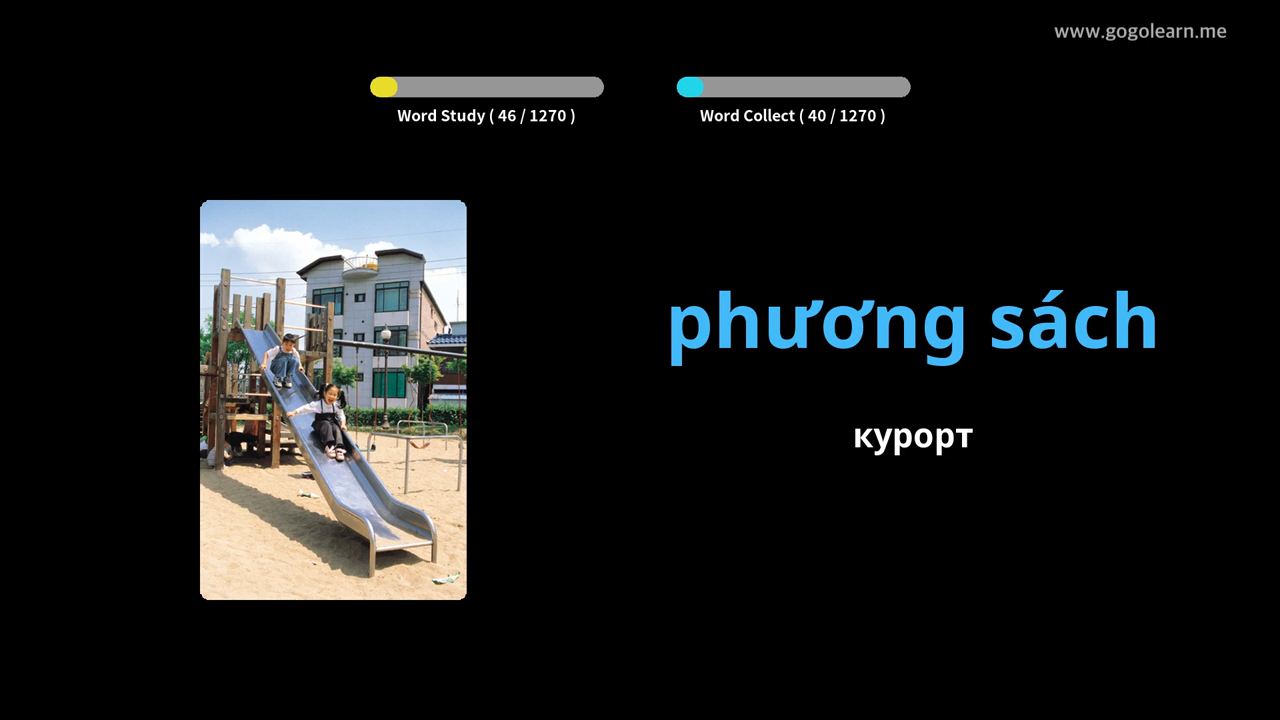 www.gogolearn.me
Word Study ( 46 / 1270 )
Word Collect ( 40 / 1270 )
phương sách
курорт